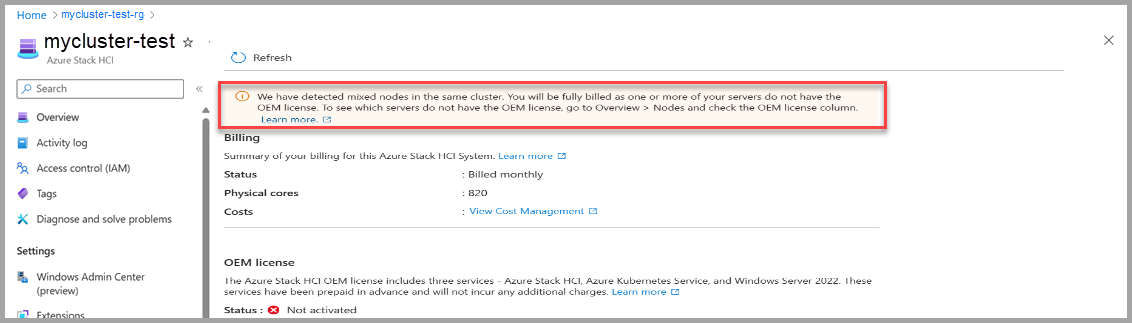 Home > mycluster-test-rg >
mycluster-test
Azure Stack HCI
Search
Overview
Activity log
Access control (IAM)
Tags
Diagnose and solve problems
Settings
Windows Admin Center
(preview)
Extensions
Refresh
We have detected mixed nodes in the same cluster. You will be fully billed as one or more of your servers do not have the
OEM license. To see which servers do not have the OEM license, go to Overview > Nodes and check the OEM license column.
Learn more.
Billing
Summary of your billing for this Azure Stack HCI System. Learn more
Status : Billed monthly
Physical cores : 820
Costs : View Cost Management
OEM license
The Azure Stack HCI OEM license includes three services - Azure Stack HCI, Azure Kubernetes Service, and Windows Server 2022. These
services have been prepaid in advance and will not incur any additional charges. Learn more
Status : Not activated